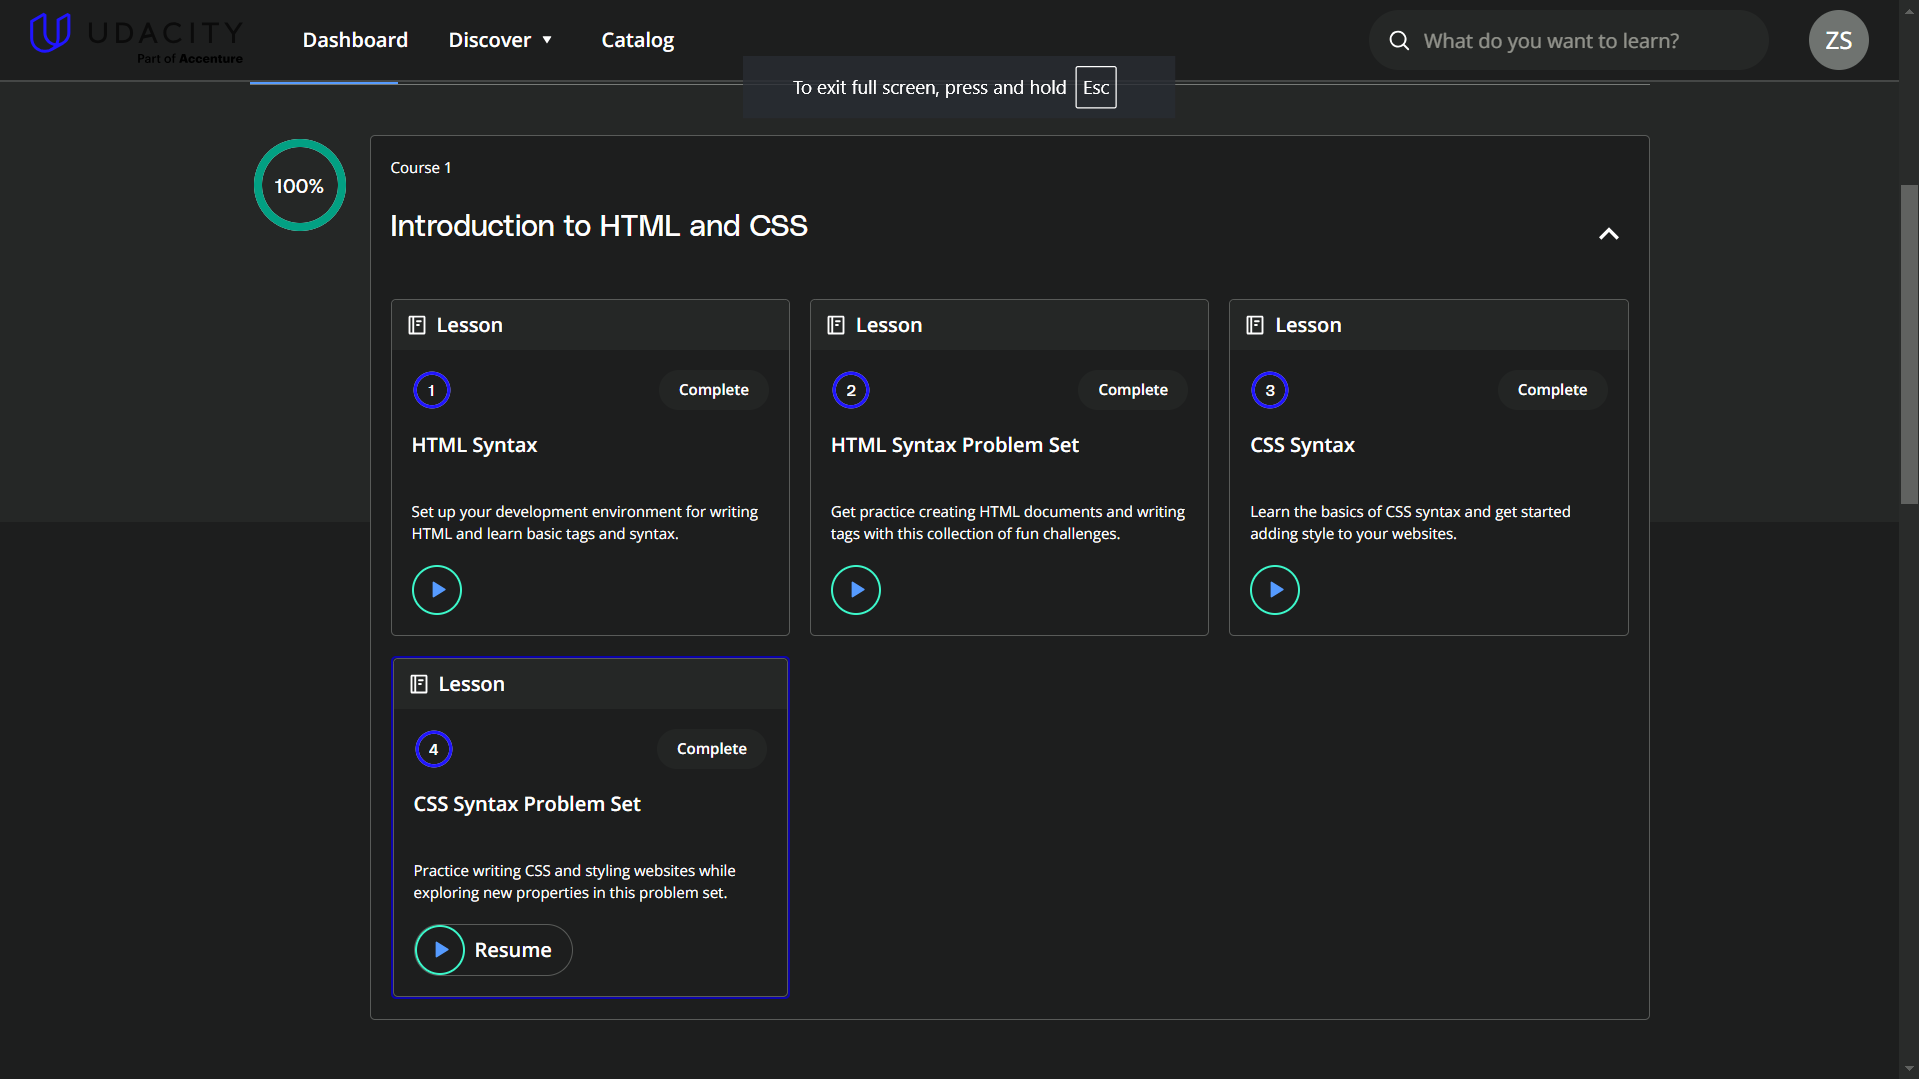 UDACITY
Part of Accenture
Dashboard
Discover
Catalog
What do you want to learn?
ZS
To exit full screen, press and hold Esc
100%
Course 1
Introduction to HTML and CSS
Lesson
1
Complete
HTML Syntax
Set up your development environment for writing
HTML and learn basic tags and syntax.
Lesson
2
Complete
HTML Syntax Problem Set
Get practice creating HTML documents and writing
tags with this collection of fun challenges.
Lesson
3
Complete
CSS Syntax
Learn the basics of CSS syntax and get started
adding style to your websites.
Lesson
4
Complete
CSS Syntax Problem Set
Practice writing CSS and styling websites while
exploring new properties in this problem set.
Resume